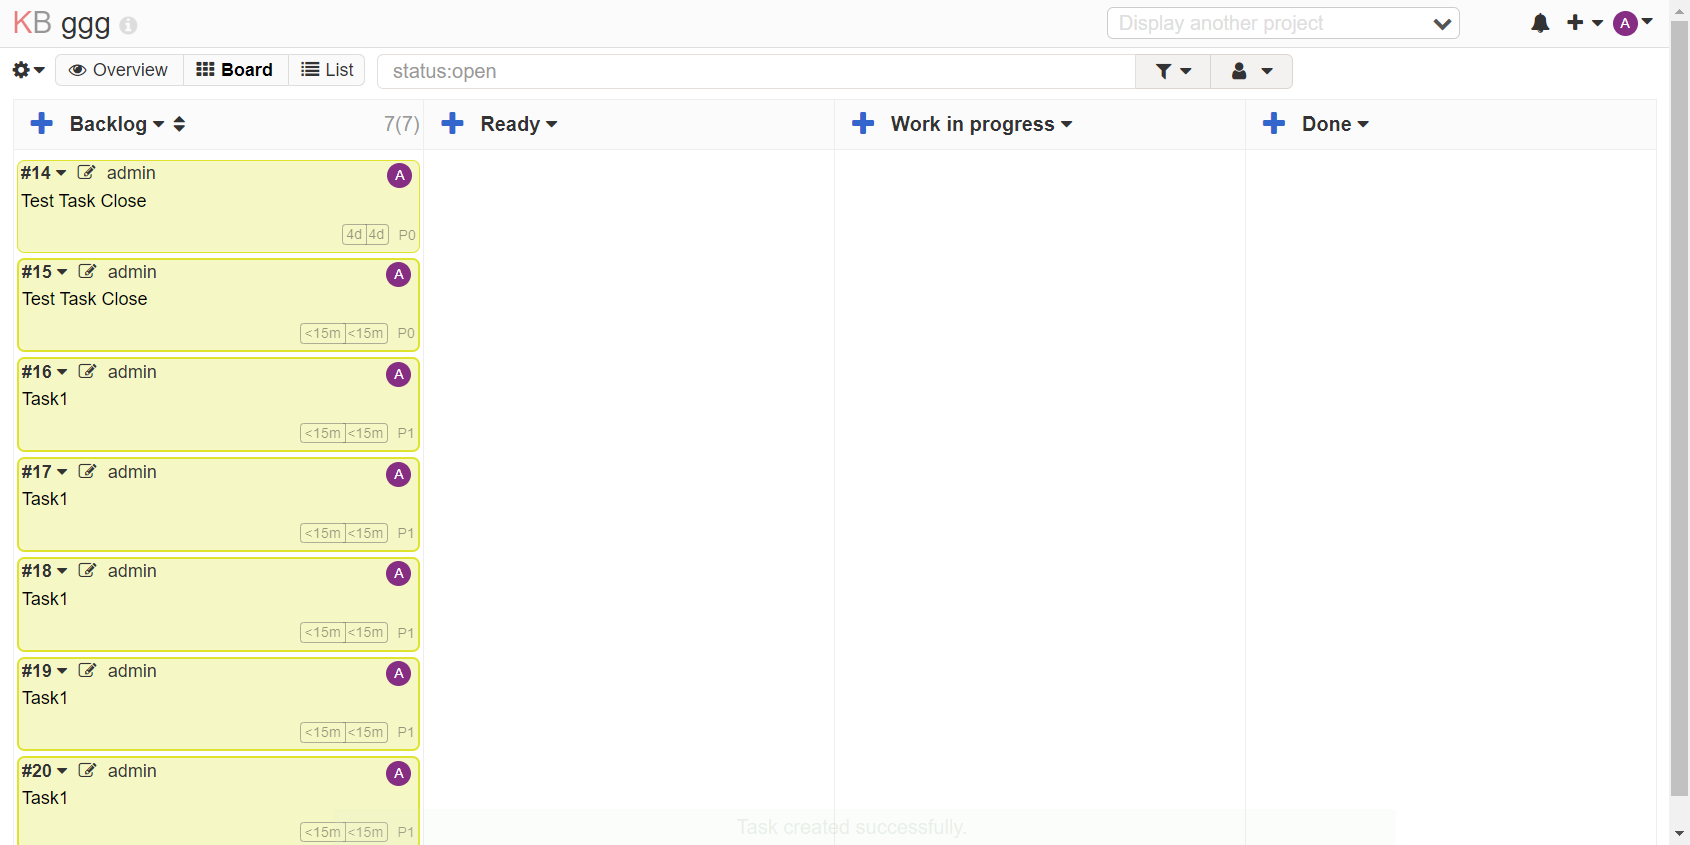 KB ggg
Display another project
A
Overview
Board
List
status:open
Backlog
7(7)
Ready
Work in progress
Done
#14 admin A
Test Task Close
4d 4d P0
#15 admin A
Test Task Close
<15m <15m P0
#16 admin A
Task1
<15m <15m P1
#17 admin A
Task1
<15m <15m P1
#18 admin A
Task1
<15m <15m P1
#19 admin A
Task1
<15m <15m P1
#20 admin A
Task1
<15m <15m P1
Task created successfully.